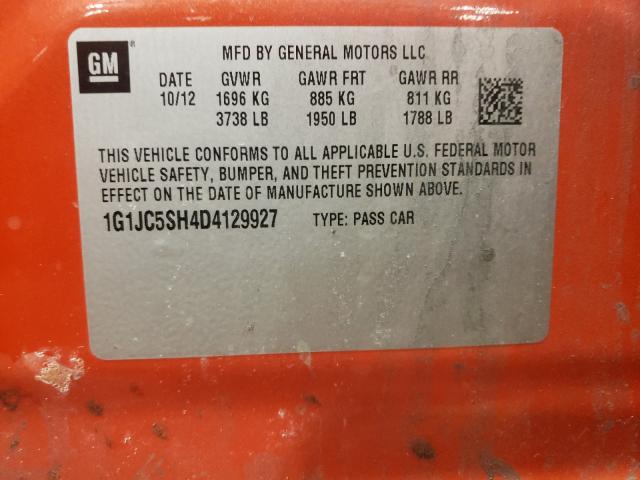 GM
MFD BY GENERAL MOTORS LLC
DATE GVWR GAWR FRT GAWR RR
10/12 1696 KG 885 KG 811 KG
3738 LB 1950 LB 1788 LB
THIS VEHICLE CONFORMS TO ALL APPLICABLE U.S. FEDERAL MOTOR
VEHICLE SAFETY, BUMPER, AND THEFT PREVENTION STANDARDS IN
EFFECT ON THE DATE OF MANUFACTURE SHOWN ABOVE.
1G1JC5SH4D4129927 TYPE: PASS CAR